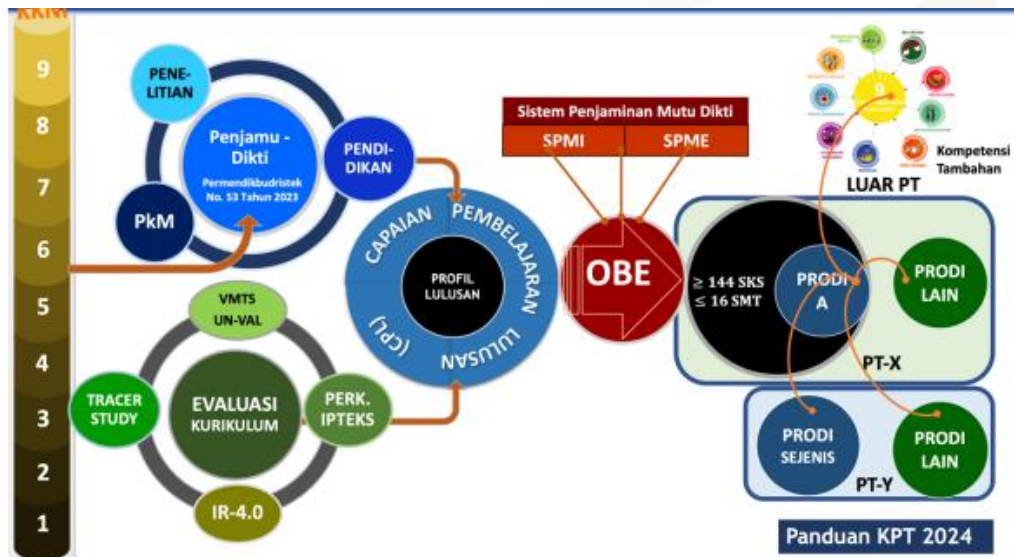 KKNI
9
8
7
6
5
4
3
2
1
PENE-
LITIAN
Penjamu -
Dikti
Permendikbudristek
No. 53 Tahun 2023
PENDI-
DIKAN
PkM
VMTS
UN-VAL
TRACER
STUDY
EVALUASI
KURIKULUM
PERK.
IPTEKS
IR-4.0
CAPAIAN PEMBELAJARAN
LULUSAN (CPL)
PROFIL
LULUSAN
Sistem Penjaminan Mutu Dikti
SPMI SPME
OBE
≥ 144 SKS
≤ 16 SMT
PRODI
A
PRODI
LAIN
PT-X
LUAR PT
Kompetensi
Tambahan
PRODI
SEJENIS
PRODI
LAIN
PT-Y
Panduan KPT 2024